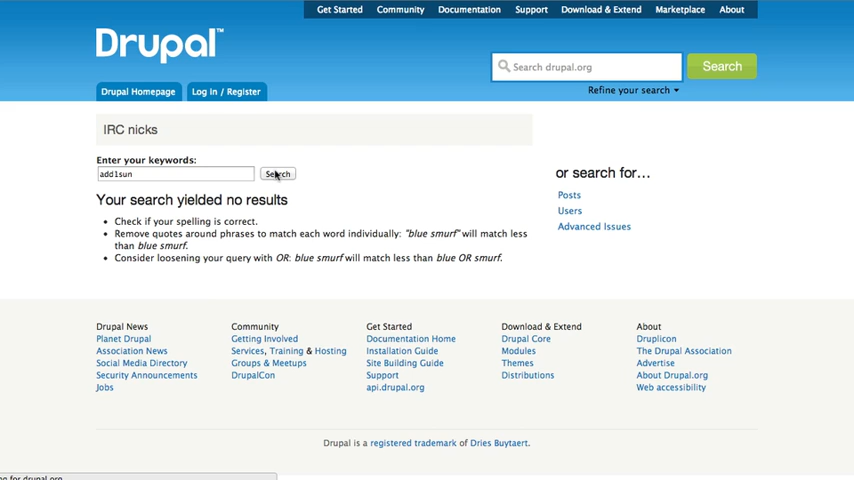 Get Started Community Documentation Support Download & Extend Marketplace About
Drupal™
Search drupal.org
Search
Refine your search
Drupal Homepage Log in / Register
IRC nicks
Enter your keywords:
add1sun
Search
Your search yielded no results
Check if your spelling is correct.
Remove quotes around phrases to match each word individually: "blue smurf" will match less
than blue smurf.
Consider loosening your query with OR: blue smurf will match less than blue OR smurf.
or search for...
Posts
Users
Advanced Issues
Drupal News
Planet Drupal
Association News
Social Media Directory
Security Announcements
Jobs
Community
Getting Involved
Services, Training & Hosting
Groups & Meetups
DrupalCon
Get Started
Documentation Home
Installation Guide
Site Building Guide
Support
api.drupal.org
Download & Extend
Drupal Core
Modules
Themes
Distributions
About
Druplicon
The Drupal Association
Advertise
About Drupal.org
Web accessibility
Drupal is a registered trademark of Dries Buytaert.
for drupal.org